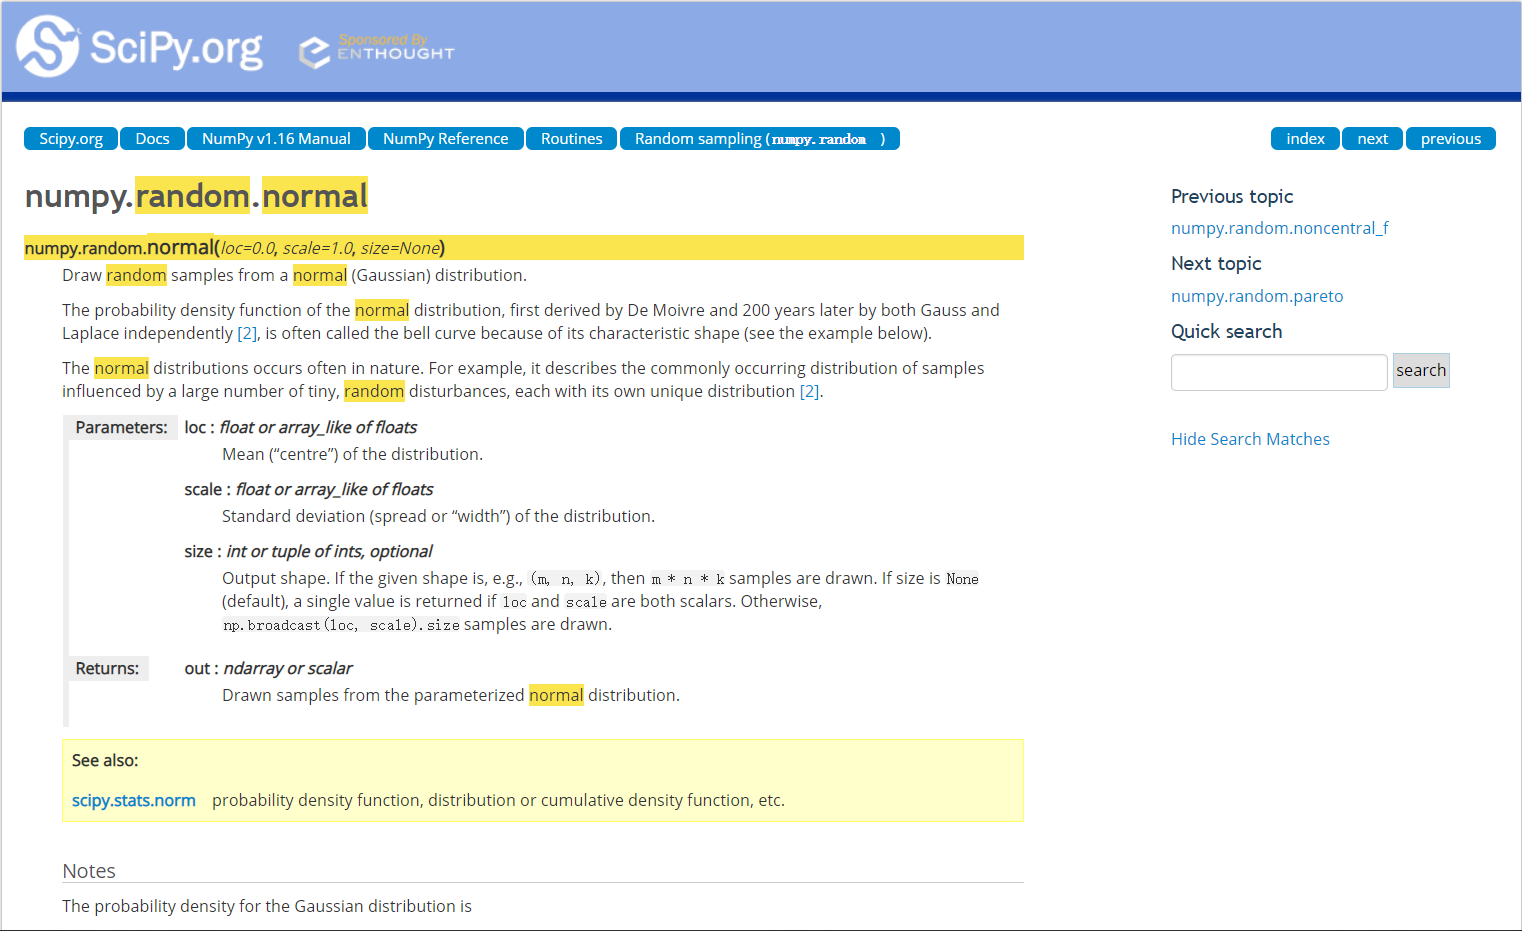 SciPy.org
Sponsored By
ENTHOUGHT
Scipy.org Docs NumPy v1.16 Manual NumPy Reference Routines Random sampling (numpy.random ) index next previous
numpy.random.normal
numpy.random.normal(loc=0.0, scale=1.0, size=None)
Draw random samples from a normal (Gaussian) distribution.
The probability density function of the normal distribution, first derived by De Moivre and 200 years later by both Gauss and
Laplace independently [2], is often called the bell curve because of its characteristic shape (see the example below).
The normal distributions occurs often in nature. For example, it describes the commonly occurring distribution of samples
influenced by a large number of tiny, random disturbances, each with its own unique distribution [2].
Parameters: loc : float or array_like of floats
Mean (“centre”) of the distribution.
scale : float or array_like of floats
Standard deviation (spread or “width”) of the distribution.
size : int or tuple of ints, optional
Output shape. If the given shape is, e.g., (m, n, k), then m * n * k samples are drawn. If size is None
(default), a single value is returned if loc and scale are both scalars. Otherwise,
np.broadcast(loc, scale).size samples are drawn.
Returns: out : ndarray or scalar
Drawn samples from the parameterized normal distribution.
See also:
scipy.stats.norm probability density function, distribution or cumulative density function, etc.
Notes
The probability density for the Gaussian distribution is
Previous topic
numpy.random.noncentral_f
Next topic
numpy.random.pareto
Quick search
search
Hide Search Matches